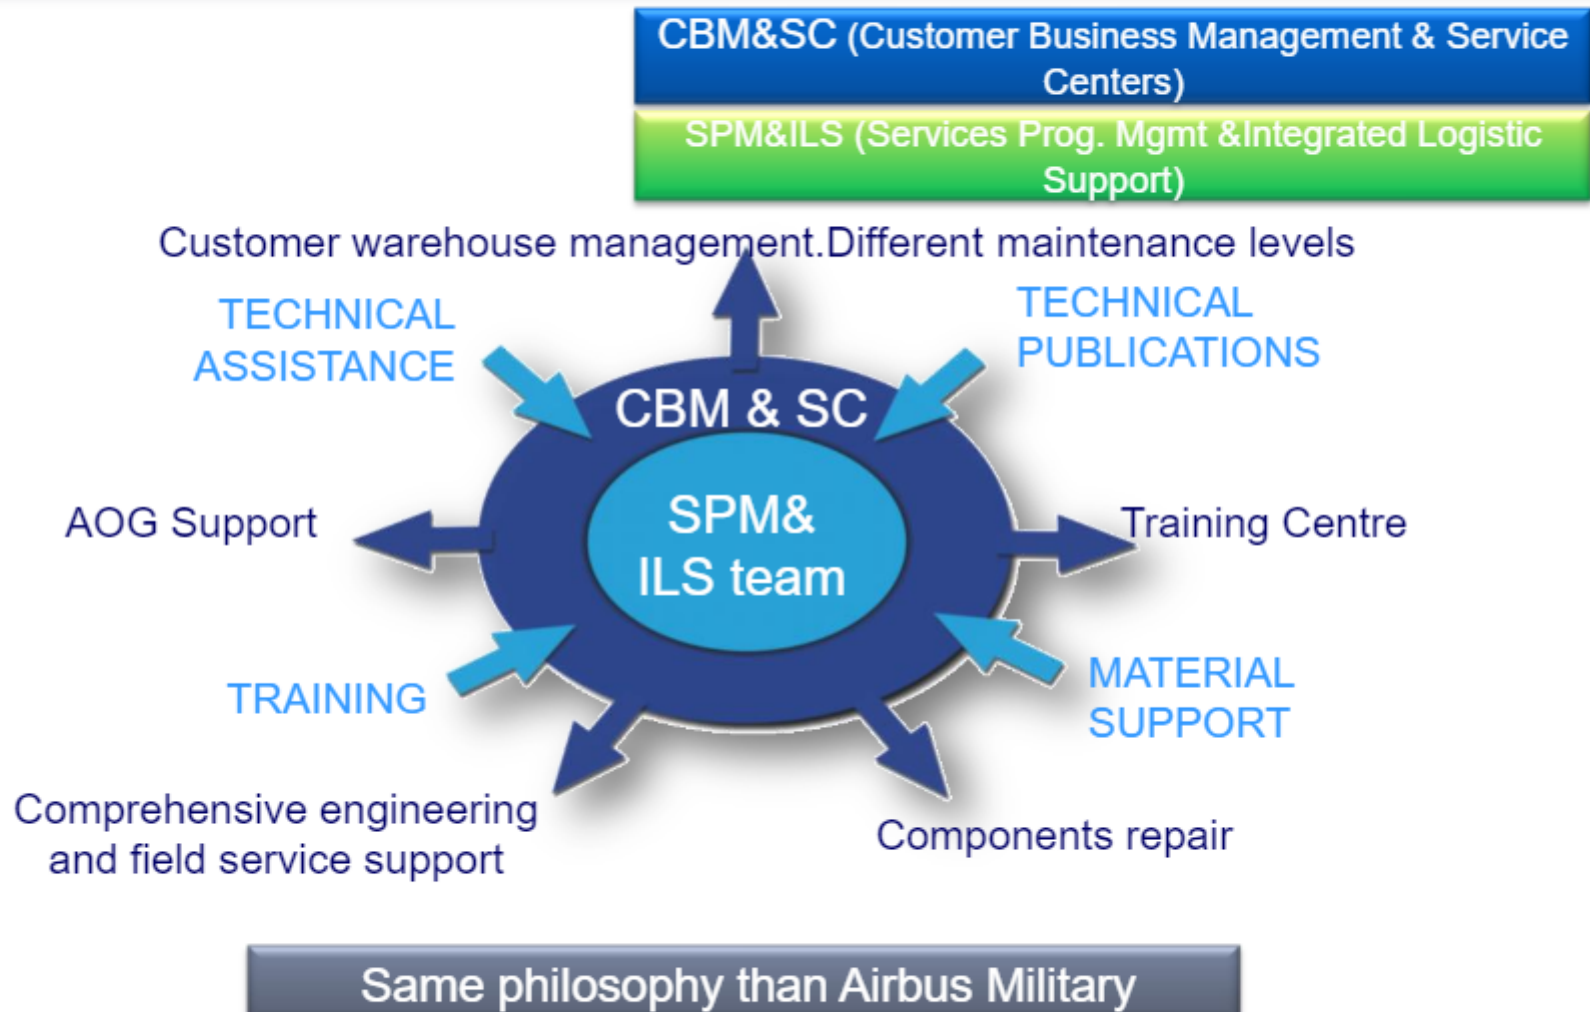 CBM&SC (Customer Business Management & Service
Centers)
SPM&ILS (Services Prog. Mgmt &Integrated Logistic
Support)
Customer warehouse management.Different maintenance levels
TECHNICAL
ASSISTANCE
TECHNICAL
PUBLICATIONS
CBM & SC
SPM&
ILS team
AOG Support
Training Centre
TRAINING
MATERIAL
SUPPORT
Comprehensive engineering
and field service support
Components repair
Same philosophy than Airbus Military